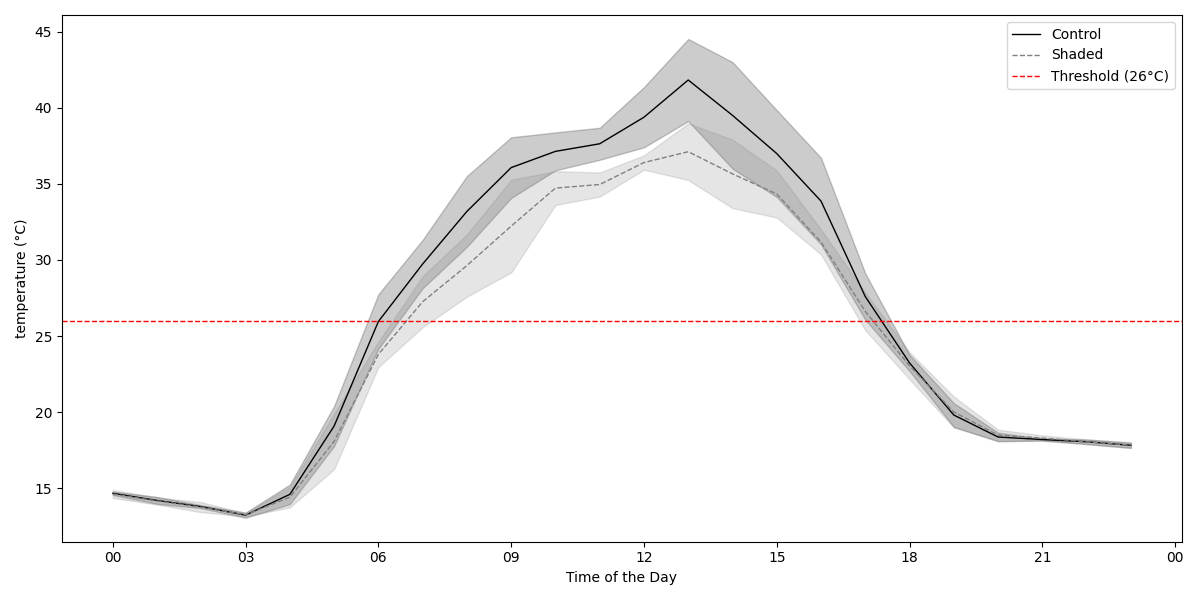 45
40
35
30
25
20
15
temperature (°C)
Control
Shaded
Threshold (26°C)
00 03 06 09 12 15 18 21 00
Time of the Day